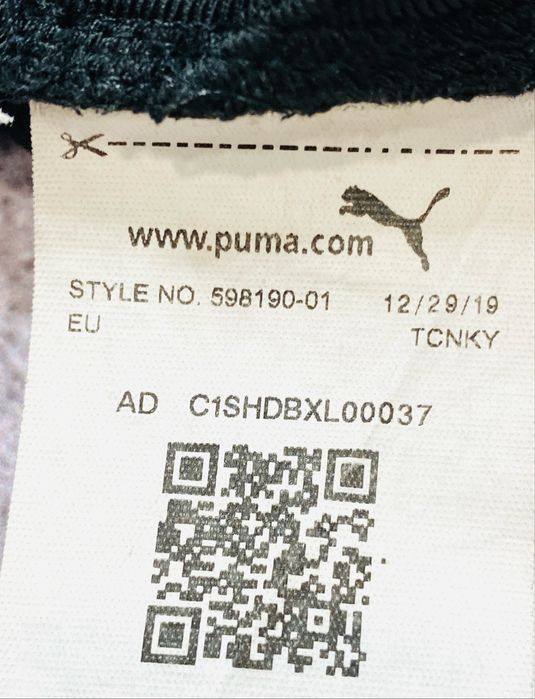 www.puma.com
STYLE NO. 598190-01 12/29/19
EU TCNKY
AD C1SHDBXL00037